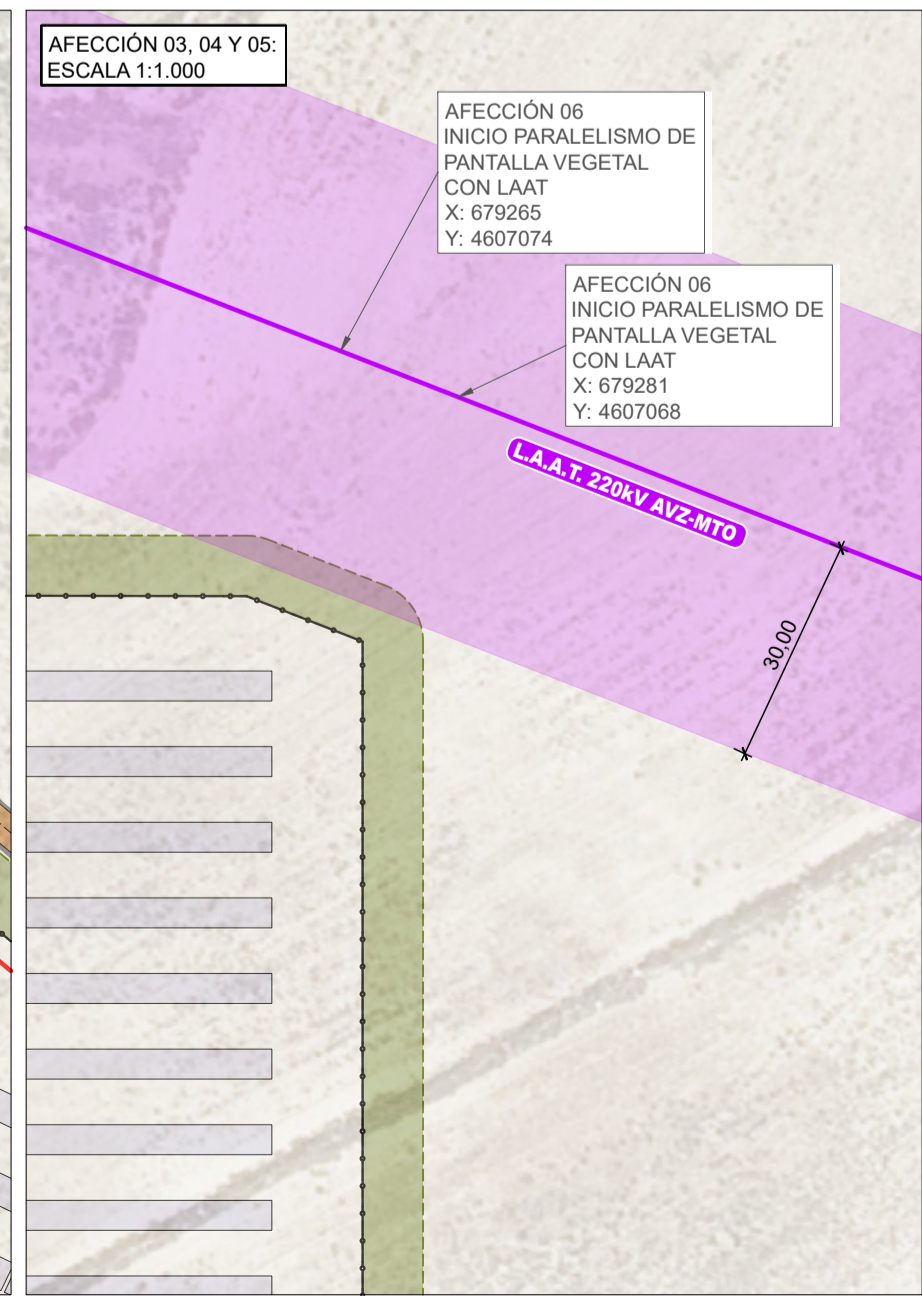 AFECCIÓN 03, 04 Y 05:
ESCALA 1:1.000
AFECCIÓN 06
INICIO PARALELISMO DE
PANTALLA VEGETAL
CON LAAT
X: 679265
Y: 4607074
AFECCIÓN 06
INICIO PARALELISMO DE
PANTALLA VEGETAL
CON LAAT
X: 679281
Y: 4607068
L.A.A.T. 220kV AVZ-MTO
30,00